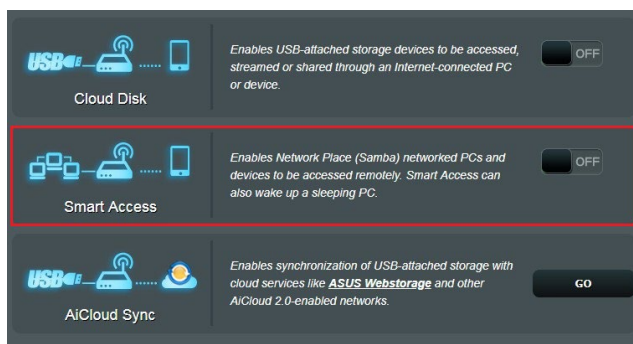 USB
Cloud Disk
Enables USB-attached storage devices to be accessed,
streamed or shared through an Internet-connected PC
or device.
OFF
Smart Access
Enables Network Place (Samba) networked PCs and
devices to be accessed remotely. Smart Access can
also wake up a sleeping PC.
OFF
USB
AiCloud Sync
Enables synchronization of USB-attached storage with
cloud services like ASUS Webstorage and other
AiCloud 2.0-enabled networks.
GO